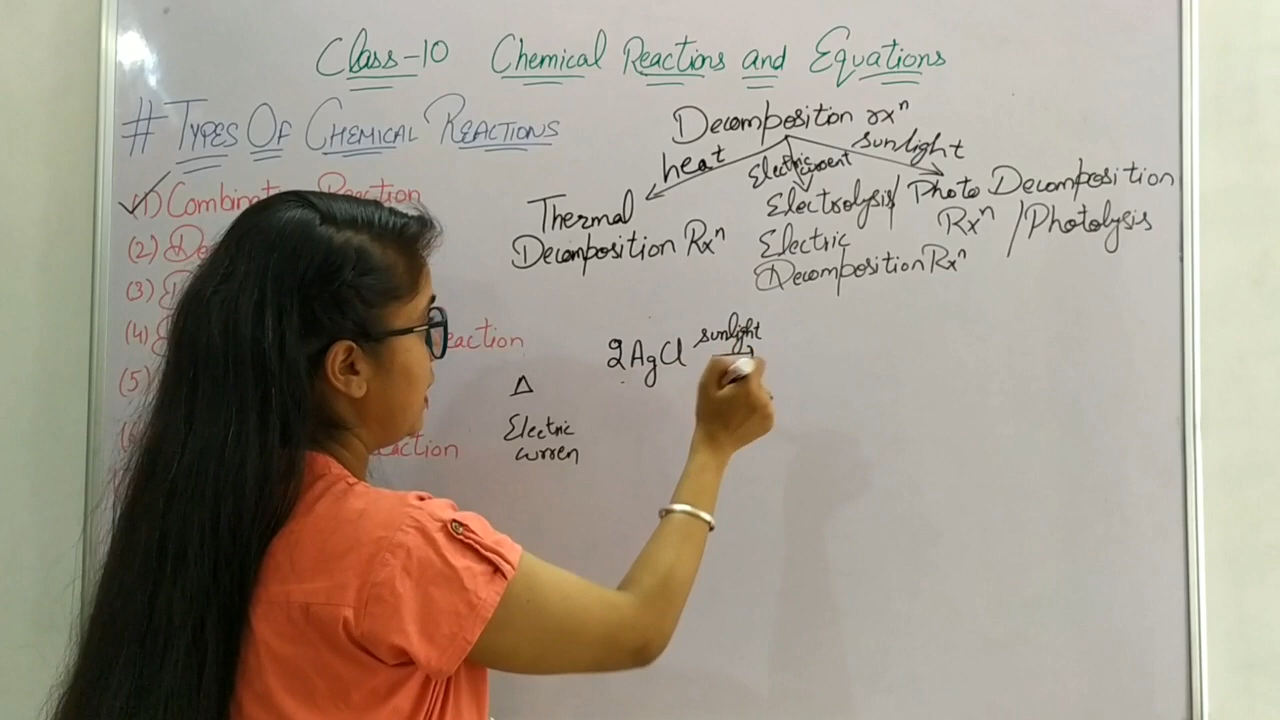 Class-10 Chemical Reactions and Equations
# TYPES OF CHEMICAL REACTIONS
(1) Reaction
(2)
(3)
(4) eaction
(5)
action
Δ
Electric
curren
Decomposition rxⁿ
heat Electric current sunlight
Thermal
Decomposition Rxⁿ
Electrolysis/
Electric
Decomposition Rxⁿ
Photo Decomposition
Rxⁿ /Photolysis
2AgCl sunlight